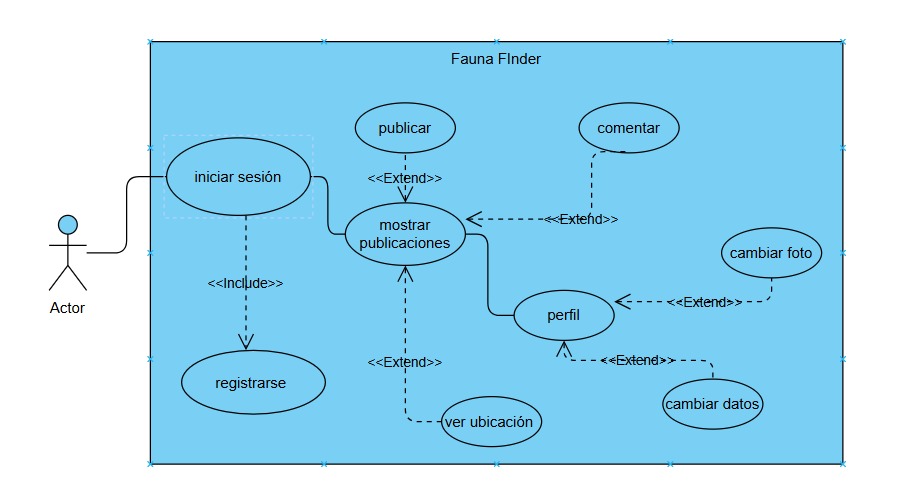 Fauna FInder
publicar
comentar
<<Extend>>
iniciar sesión
<<Extend>>
mostrar
publicaciones
cambiar foto
<<Include>>
<<Extend>>
Actor
perfil
<<Extend>>
<<Extend>>
registrarse
cambiar datos
ver ubicación